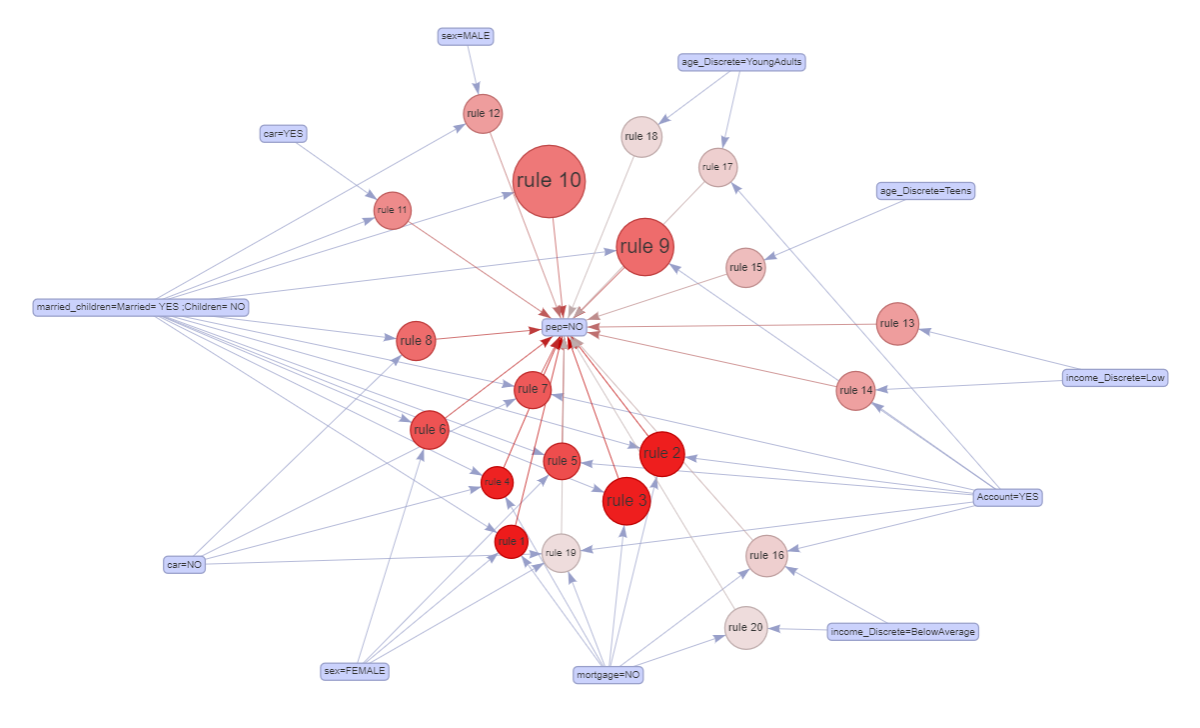 sex=MALE
age_Discrete=YoungAdults
rule 12
car=YES
rule 18
rule 17
rule 10
age_Discrete=Teens
rule 11
rule 9
rule 15
married_children=Married= YES ;Children= NO
pep=NO
rule 13
rule 8
income_Discrete=Low
rule 7
rule 14
rule 6
rule 2
rule 5
rule 4
Account=YES
rule 3
rule 1
rule 19
rule 16
car=NO
rule 20
income_Discrete=BelowAverage
sex=FEMALE
mortgage=NO